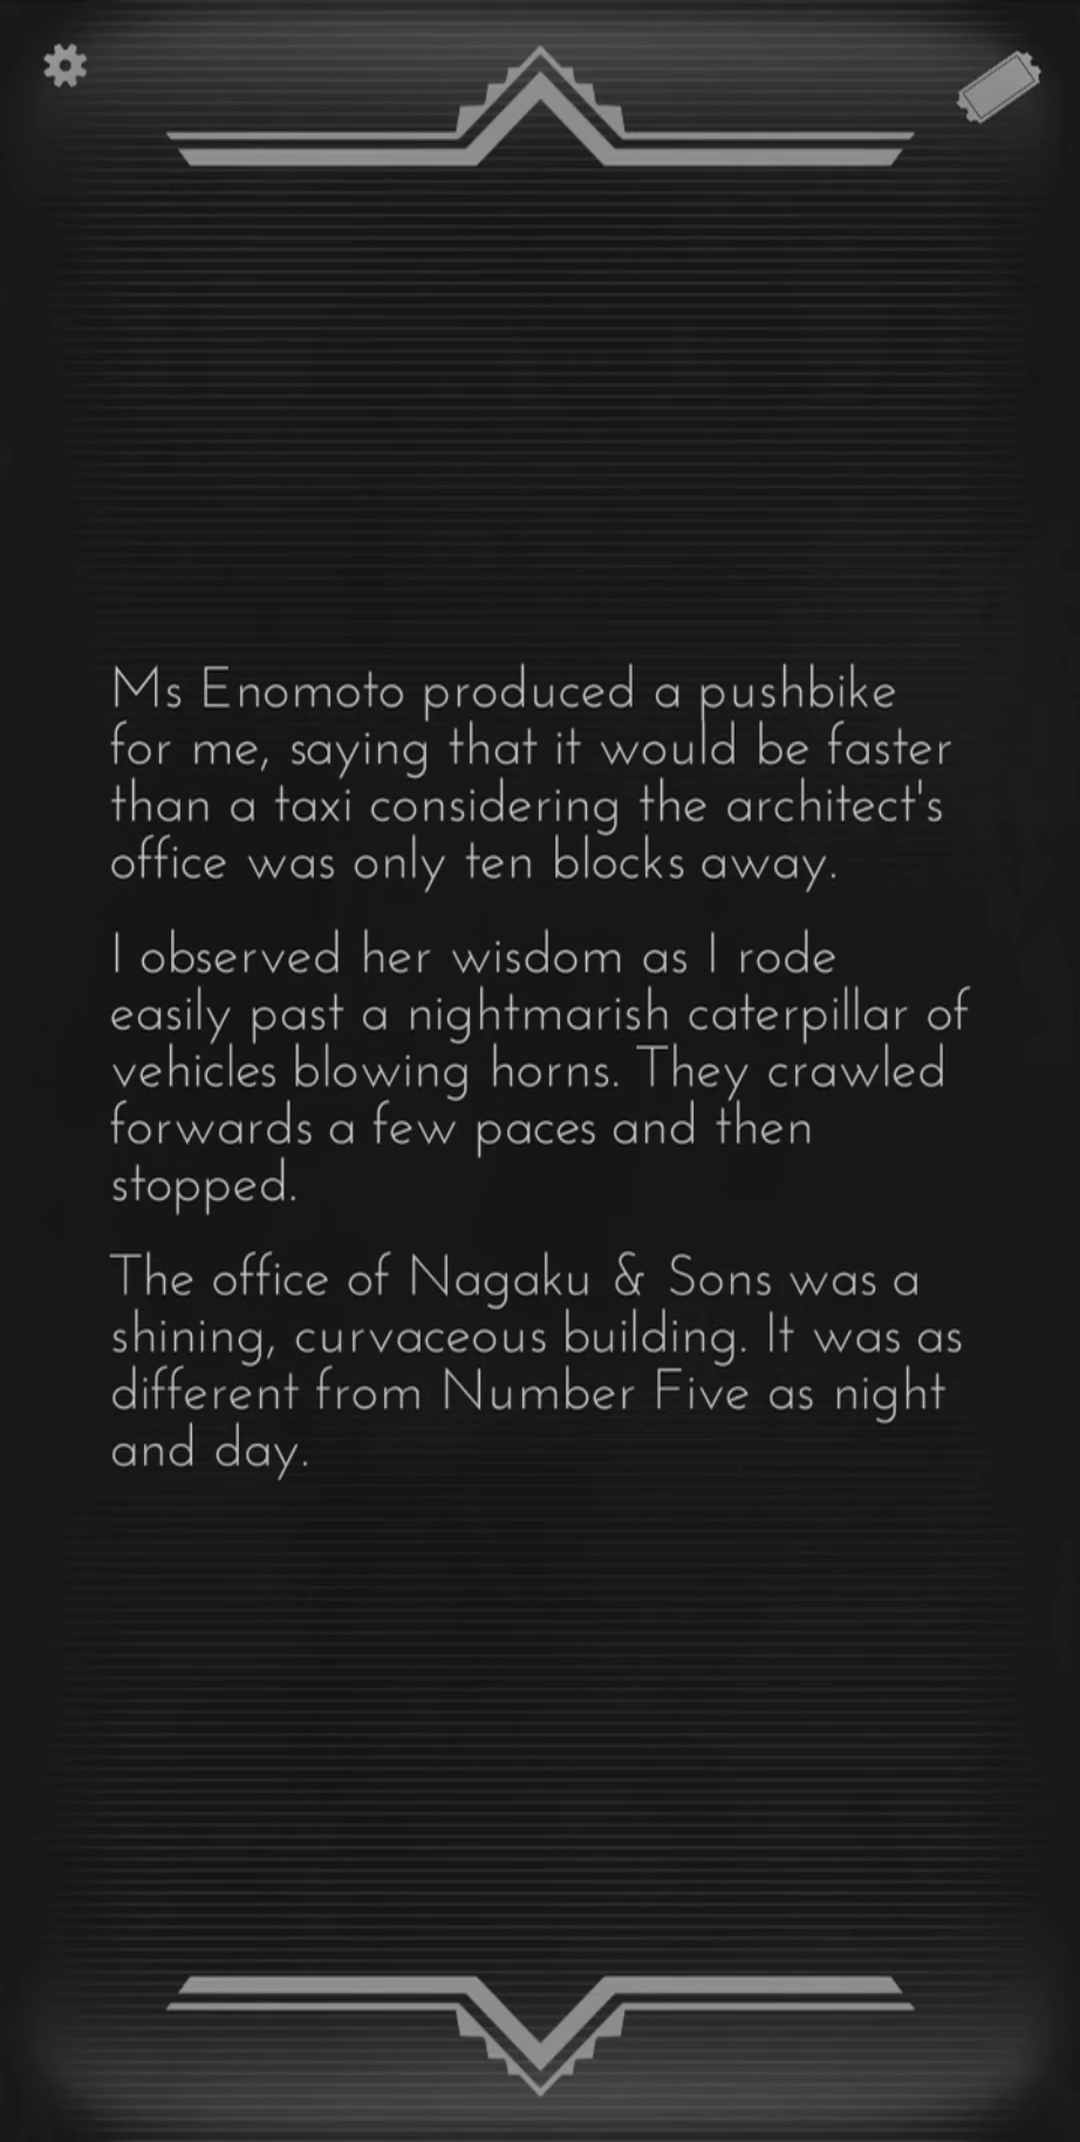 Ms Enomoto produced a pushbike
for me, saying that it would be faster
than a taxi considering the architect's
office was only ten blocks away.
I observed her wisdom as I rode
easily past a nightmarish caterpillar of
vehicles blowing horns. They crawled
forwards a few paces and then
stopped.
The office of Nagaku & Sons was a
shining, curvaceous building. It was as
different from Number Five as night
and day.